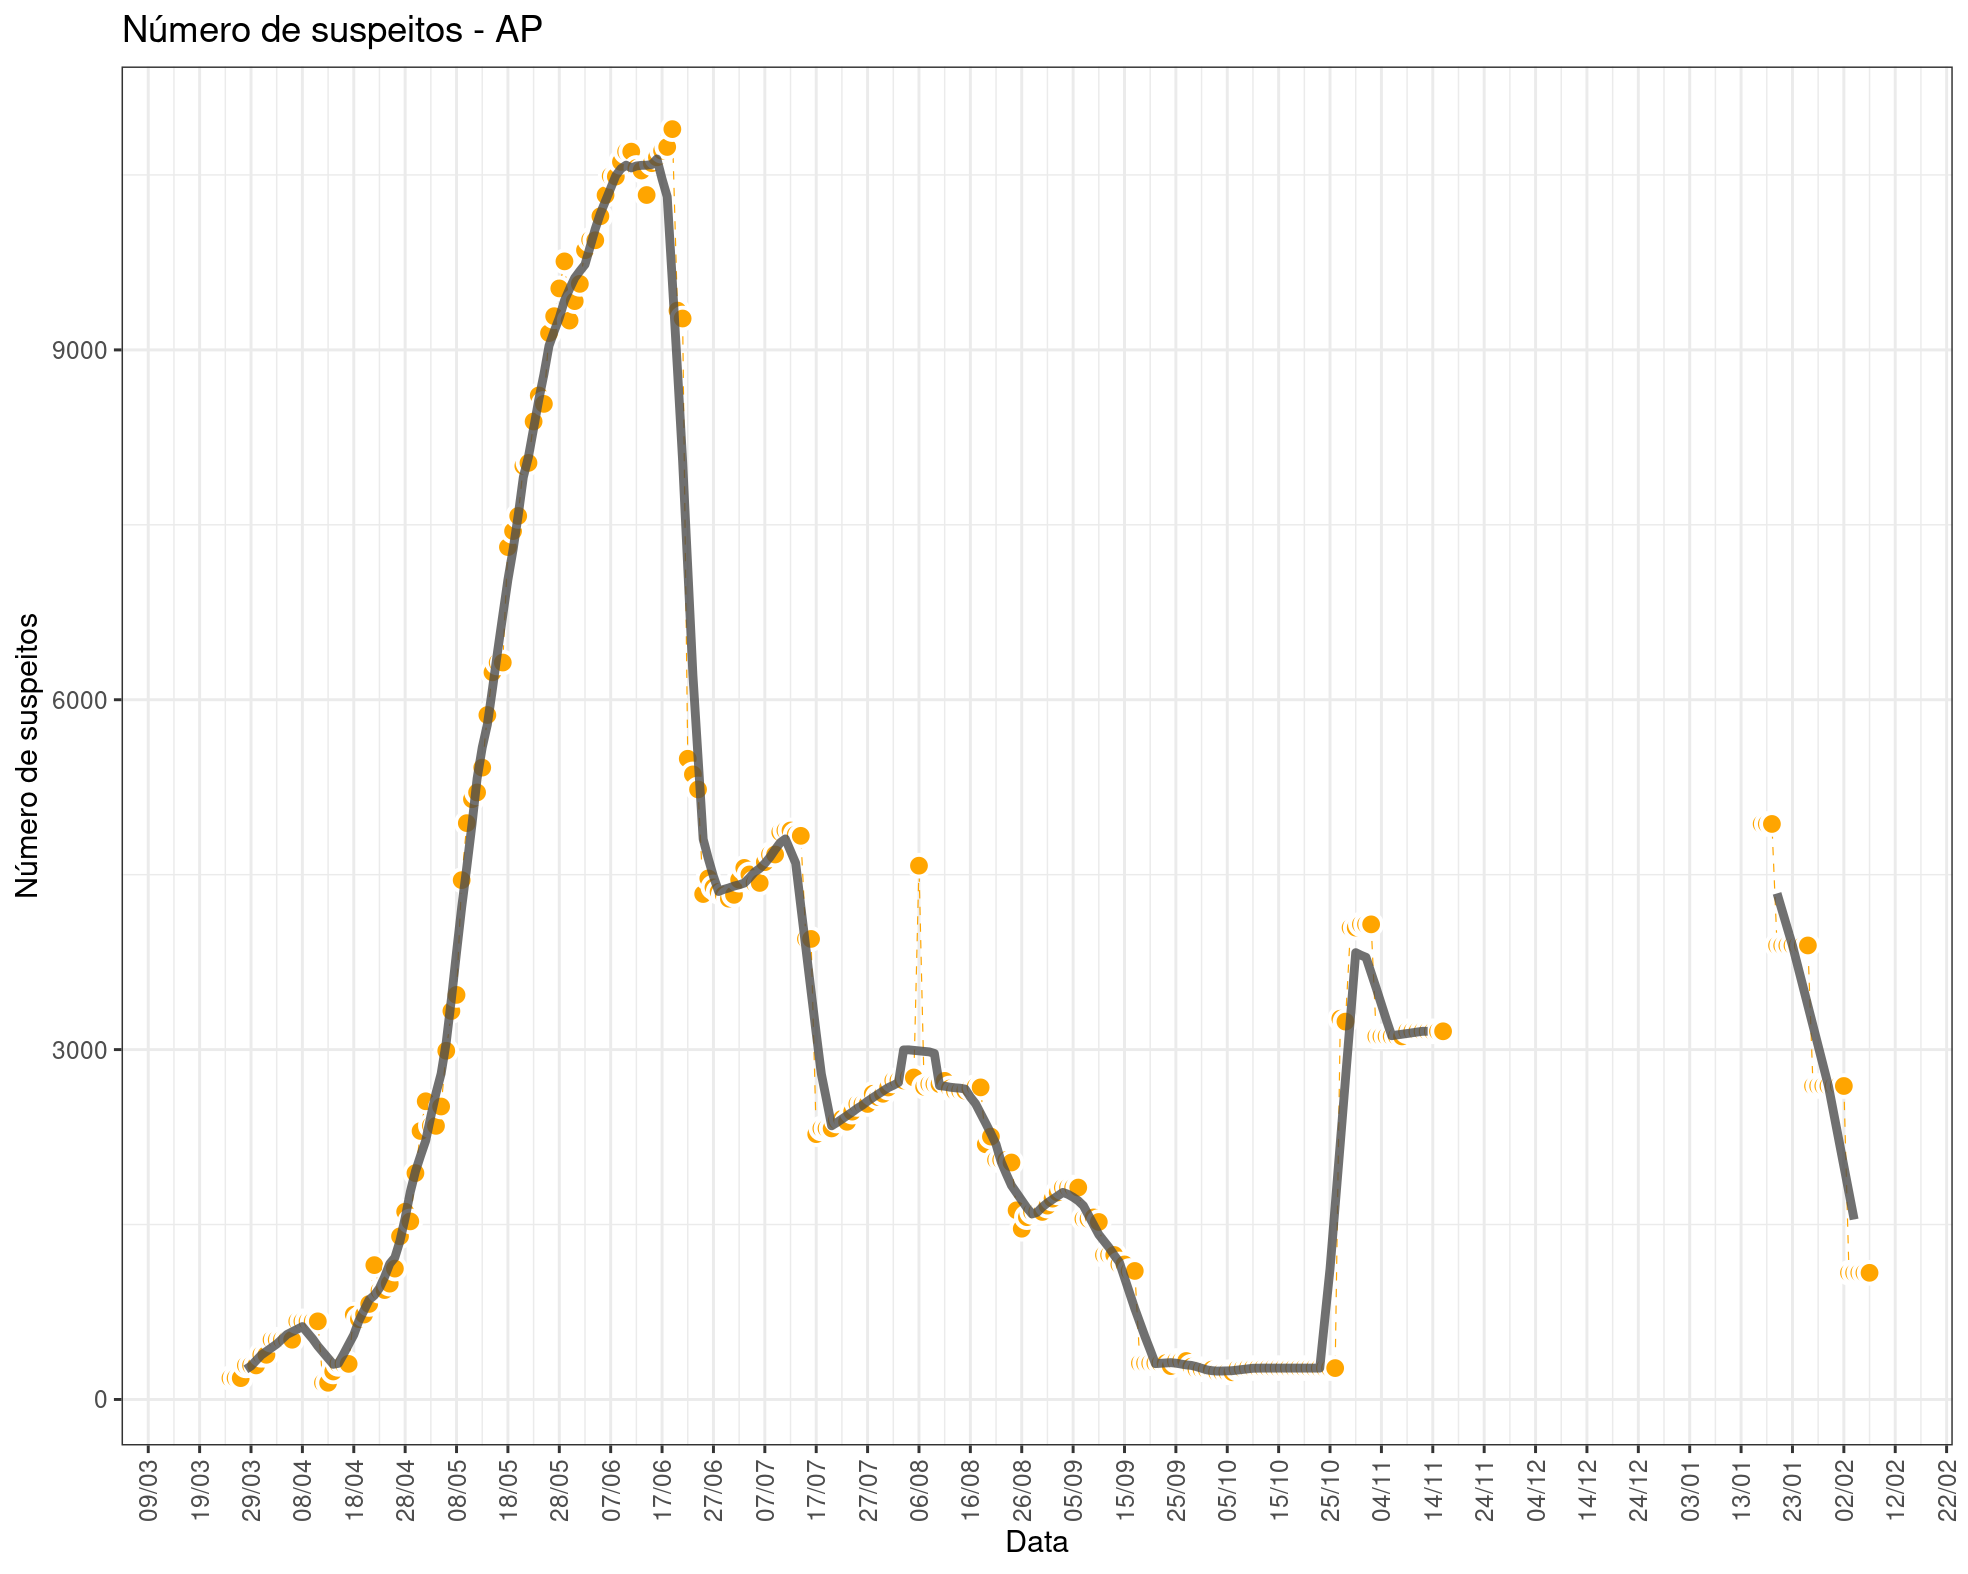 Número de suspeitos - AP
Número de suspeitos
9000
6000
3000
0
09/03 19/03 29/03 08/04 18/04 28/04 08/05 18/05 28/05 07/06 17/06 27/06 07/07 17/07 27/07 06/08 16/08 26/08 05/09 15/09 25/09 05/10 15/10 25/10 04/11 14/11 24/11 04/12 14/12 24/12 03/01 13/01 23/01 02/02 12/02 22/02
Data